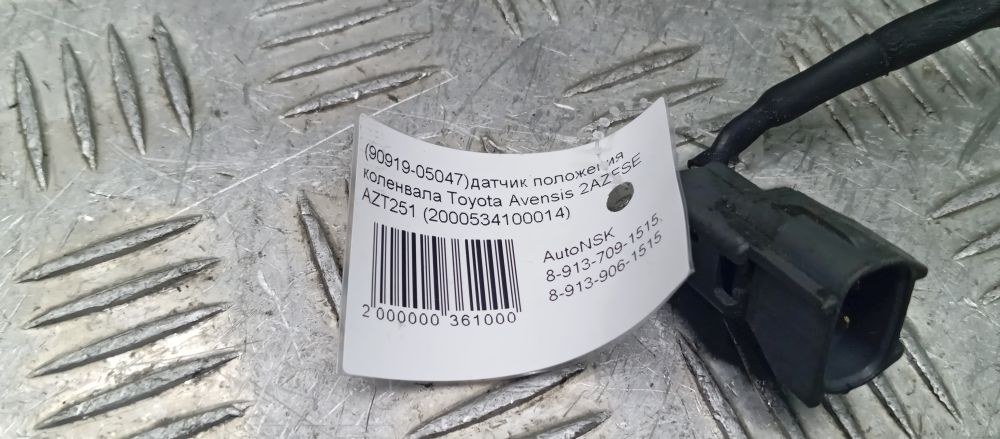 (90919-05047)датчик положения
коленвала Toyota Avensis 2AZFSE
AZT251 (2000534100014)
AutoNSK
8-913-709-1515,
8-913-906-1515
2 000000 361000